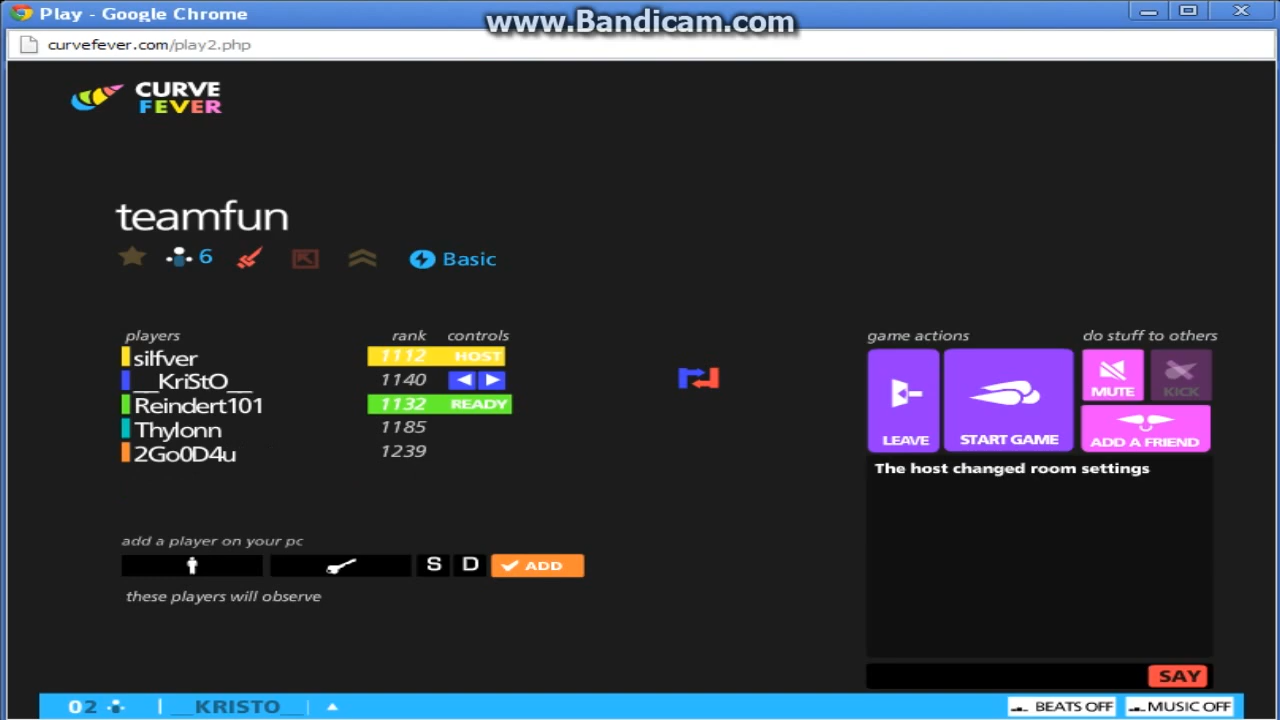 Play - Google Chrome
www.Bandicam.com
curvefever.com/play2.php
CURVE
FEVER
teamfun
6 Basic
players rank controls
silfver 1112 HOST
__KriStO__ 1140
Reindert101 1132 READY
Thylonn 1185
2Go0D4u 1239
game actions do stuff to others
MUTE KICK
LEAVE START GAME ADD A FRIEND
The host changed room settings
add a player on your pc
S D ADD
these players will observe
SAY
02 __KRISTO__ BEATS OFF MUSIC OFF